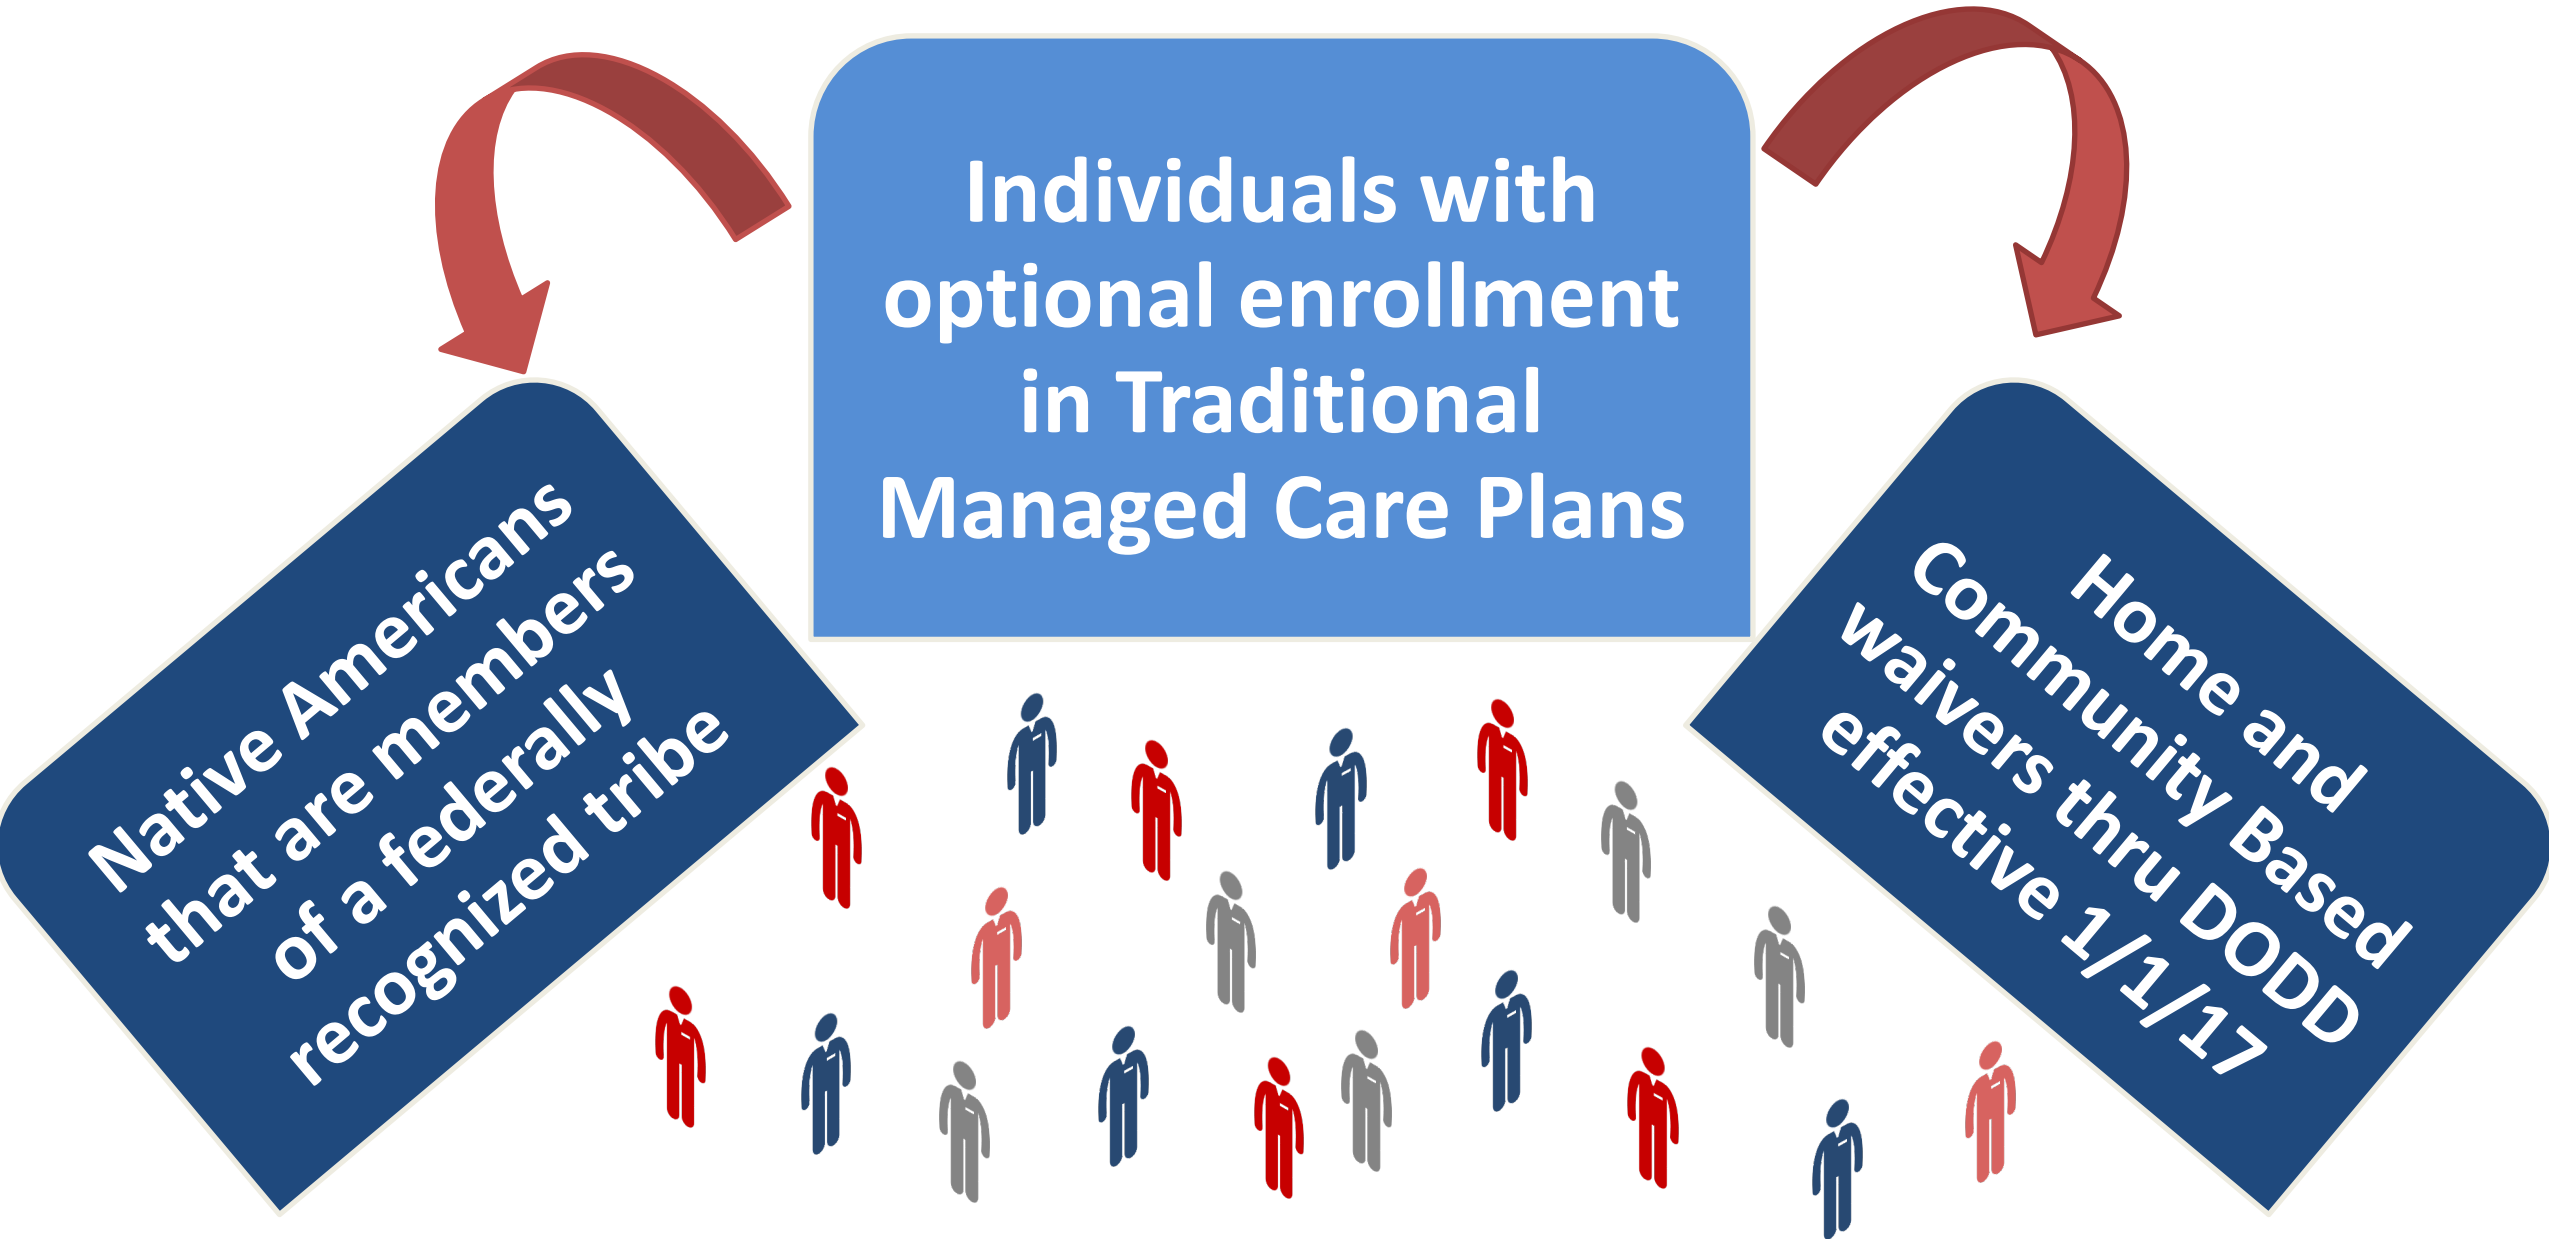 Individuals with
optional enrollment
in Traditional
Managed Care Plans
Native Americans
that are members
of a federally
recognized tribe
Home and
Community Based
waivers thru DODD
effective 1/1/17